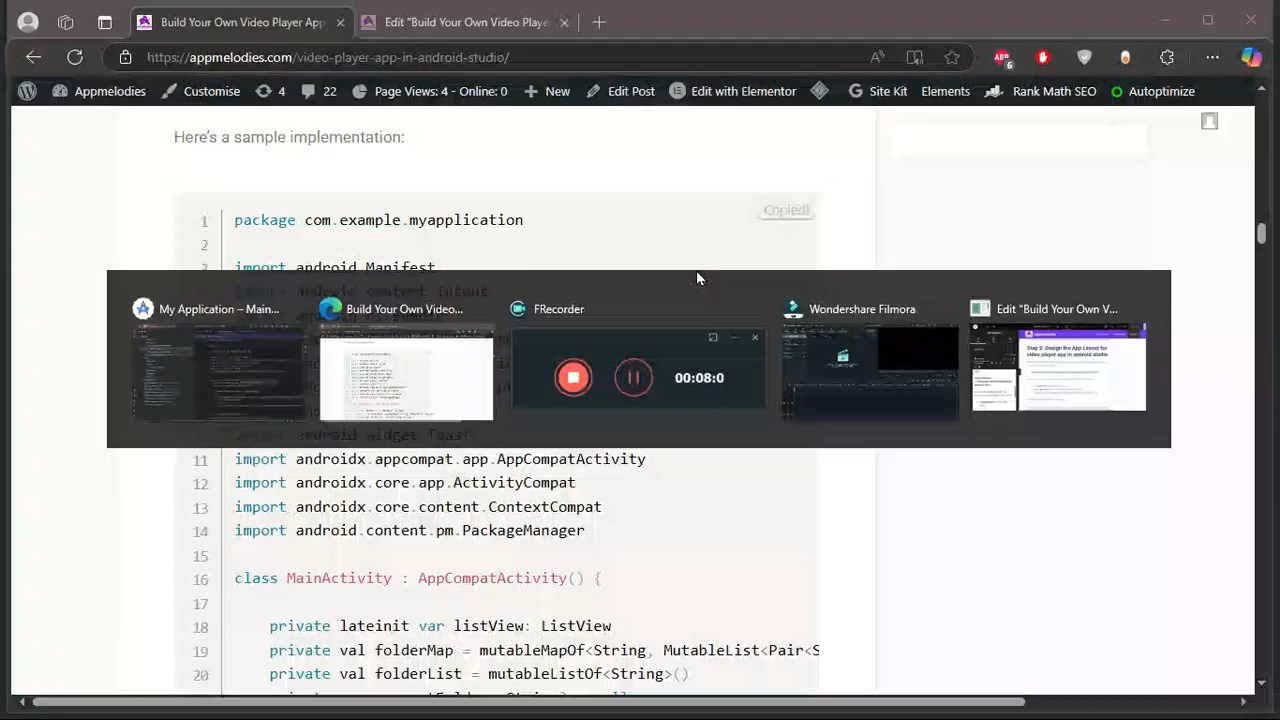 Build Your Own Video Player App
Edit "Build Your Own Video Playe
https://appmelodies.com/video-player-app-in-android-studio/
6
Appmelodies
Customise
4
22
Page Views: 4 - Online: 0
New
Edit Post
Edit with Elementor
Site Kit
Elements
Rank Math SEO
Autoptimize
Here's a sample implementation:
Copied!
1 package com.example.myapplication
2
import android Manifest
My Application – Main...
Build Your Own Video...
FRecorder
Wondershare Filmora
Edit "Build Your Own V...
00:08:0
11 import androidx.appcompat.app.AppCompatActivity
12 import androidx.core.app.ActivityCompat
13 import androidx.core.content.ContextCompat
14 import android.content.pm.PackageManager
15
16 class MainActivity : AppCompatActivity() {
17
18 private lateinit var listView: ListView
19 private val folderMap = mutableMapOf<String, MutableList<Pair<S
20 private val folderList = mutableListOf<String>()